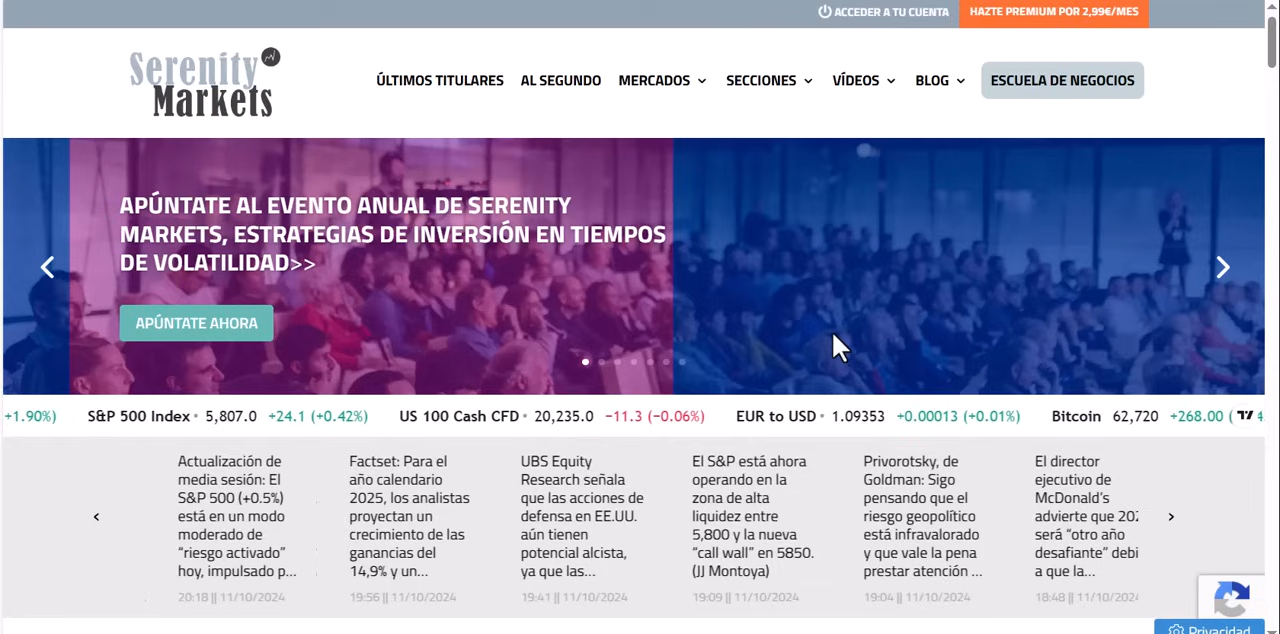 ACCEDER A TU CUENTA
HAZTE PREMIUM POR 2,99€/MES
Serenity
Markets
ÚLTIMOS TITULARES
AL SEGUNDO
MERCADOS
SECCIONES
VÍDEOS
BLOG
ESCUELA DE NEGOCIOS
APÚNTATE AL EVENTO ANUAL DE SERENITY
MARKETS, ESTRATEGIAS DE INVERSIÓN EN TIEMPOS
DE VOLATILIDAD>>
APÚNTATE AHORA
+1.90%)
S&P 500 Index • 5,807.0 +24.1 (+0.42%)
US 100 Cash CFD • 20,235.0 −11.3 (−0.06%)
EUR to USD • 1.09353 +0.00013 (+0.01%)
Bitcoin 62,720 +268.00 (
Actualización de
media sesión: El
S&P 500 (+0.5%)
está en un modo
moderado de
“riesgo activado”
hoy, impulsado p...
20:18 || 11/10/2024
Factset: Para el
año calendario
2025, los analistas
proyectan un
crecimiento de las
ganancias del
14,9% y un...
19:56 || 11/10/2024
UBS Equity
Research señala
que las acciones de
defensa en EE.UU.
aún tienen
potencial alcista,
ya que las...
19:41 || 11/10/2024
El S&P está ahora
operando en la
zona de alta
liquidez entre
5,800 y la nueva
“call wall” en 5850.
(JJ Montoya)
19:09 || 11/10/2024
Privorotsky, de
Goldman: Sigo
pensando que el
riesgo geopolítico
está infravalorado
y que vale la pena
prestar atención ...
19:04 || 11/10/2024
El director
ejecutivo de
McDonald’s
advierte que 202
será “otro año
desafiante” debi
a que la...
18:48 || 11/10/2024
Privacidad